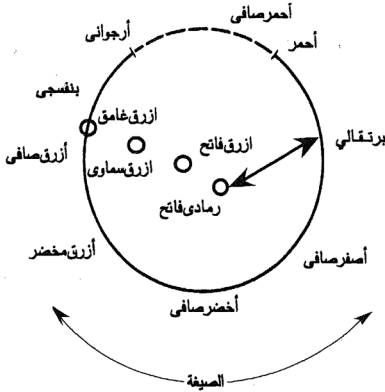 أحمرصافى
أرجوانى
أحمر
بنفسجى
ازرق غامق
برتقالي
ازرق فاتح
أزرق صافى
ازرق سماوى
رمادى فاتح
أزرق مخضر
أصفر صافى
أخضر صافى
الصيغة